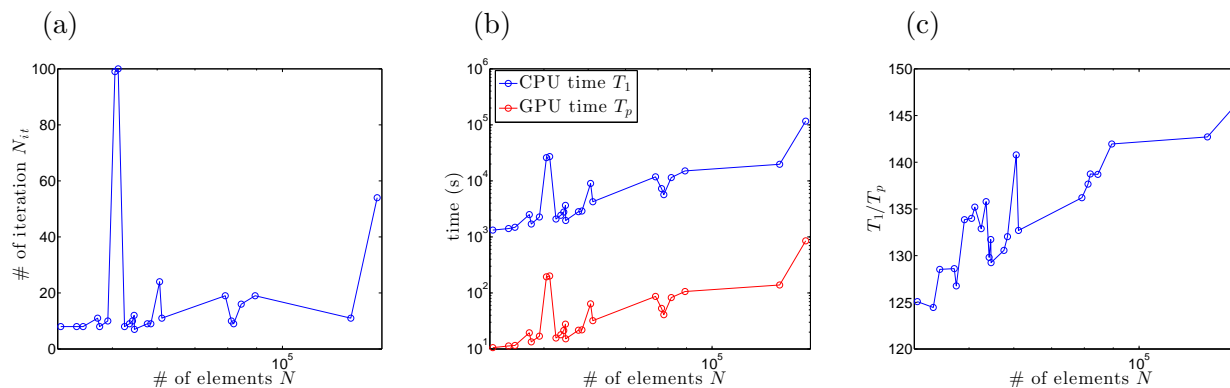 (a)
100
80
60
40
20
0
10^5
# of iteration N_{it}
# of elements N
(b)
10^6
10^5
10^4
10^3
10^2
10^1
10^5
time (s)
CPU time T_1
GPU time T_p
# of elements N
(c)
150
145
140
135
130
125
120
10^5
T_1/T_p
# of elements N